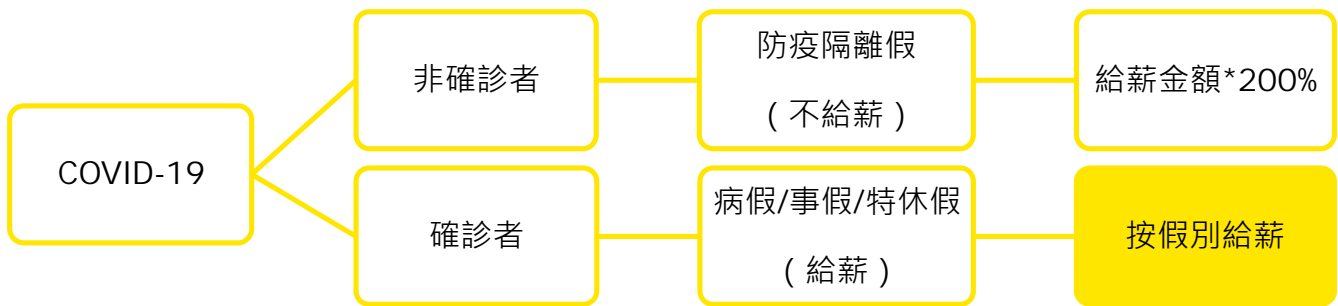 COVID-19
非確診者
防疫隔離假
（不給薪）
給薪金額*200%
確診者
病假/事假/特休假
（給薪）
按假別給薪